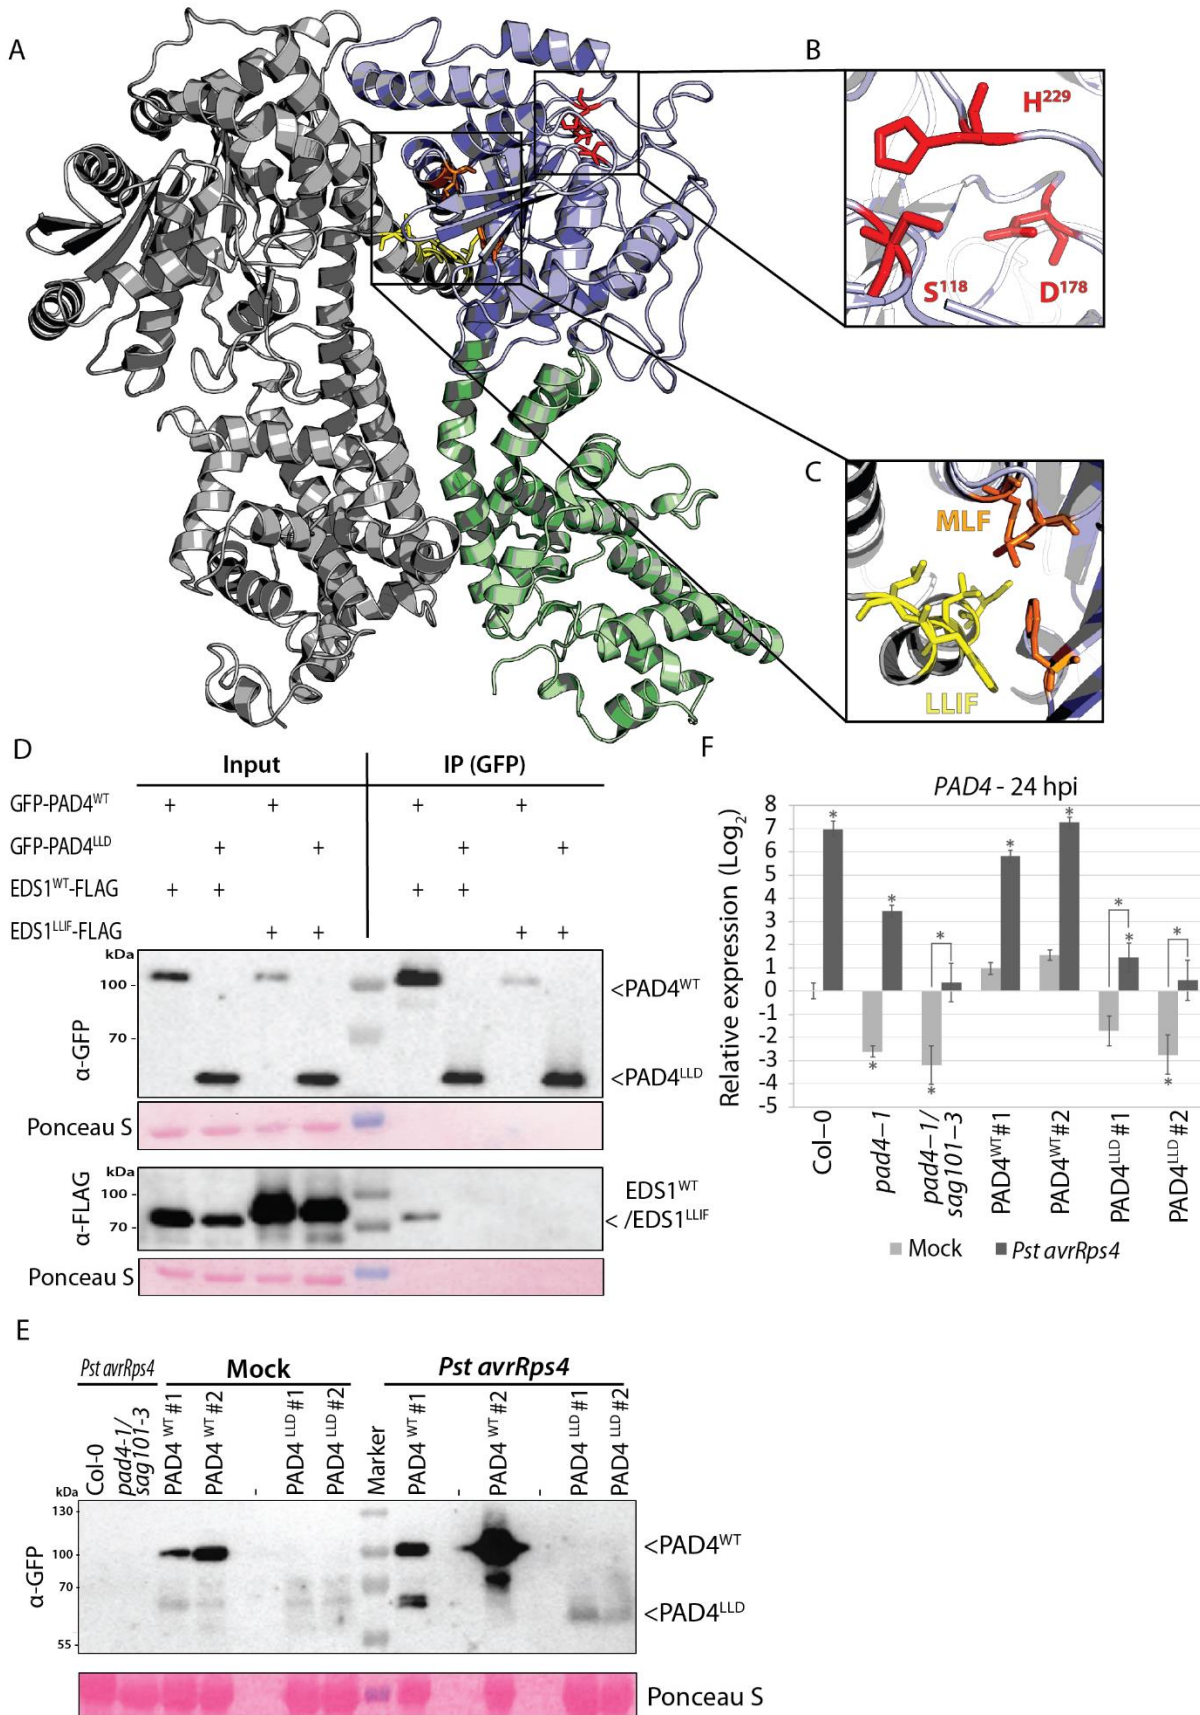 A
B
H229
S118
D178
C
MLF
LLIF
D
Input
IP (GFP)
GFP-PAD4WT + + + +
GFP-PAD4LLD + + + +
EDS1WT-FLAG + + + +
EDS1LLIF-FLAG + + + +
kDa
100 -
70 -
α-GFP
<PAD4WT
<PAD4LLD
Ponceau S
kDa
100 -
70 -
α-FLAG
EDS1WT
< /EDS1LLIF
Ponceau S
F
PAD4 - 24 hpi
Relative expression (Log2)
8
7
6
5
4
3
2
1
0
-1
-2
-3
-4
-5
*
*
*
*
*
*
*
*
*
*
*
*
Col–0
pad4–1
pad4–1/
sag101–3
PAD4WT#1
PAD4WT#2
PAD4LLD #1
PAD4LLD #2
Mock
Pst avrRps4
E
Pst avrRps4
Mock
Pst avrRps4
Col-0
pad4-1/
sag101-3
PAD4 WT #1
PAD4 WT #2
-
PAD4 LLD #1
PAD4 LLD #2
Marker
PAD4 WT #1
-
PAD4 WT #2
-
PAD4 LLD #1
PAD4 LLD #2
kDa
130 -
100 -
70 -
55 -
α-GFP
<PAD4WT
<PAD4LLD
Ponceau S